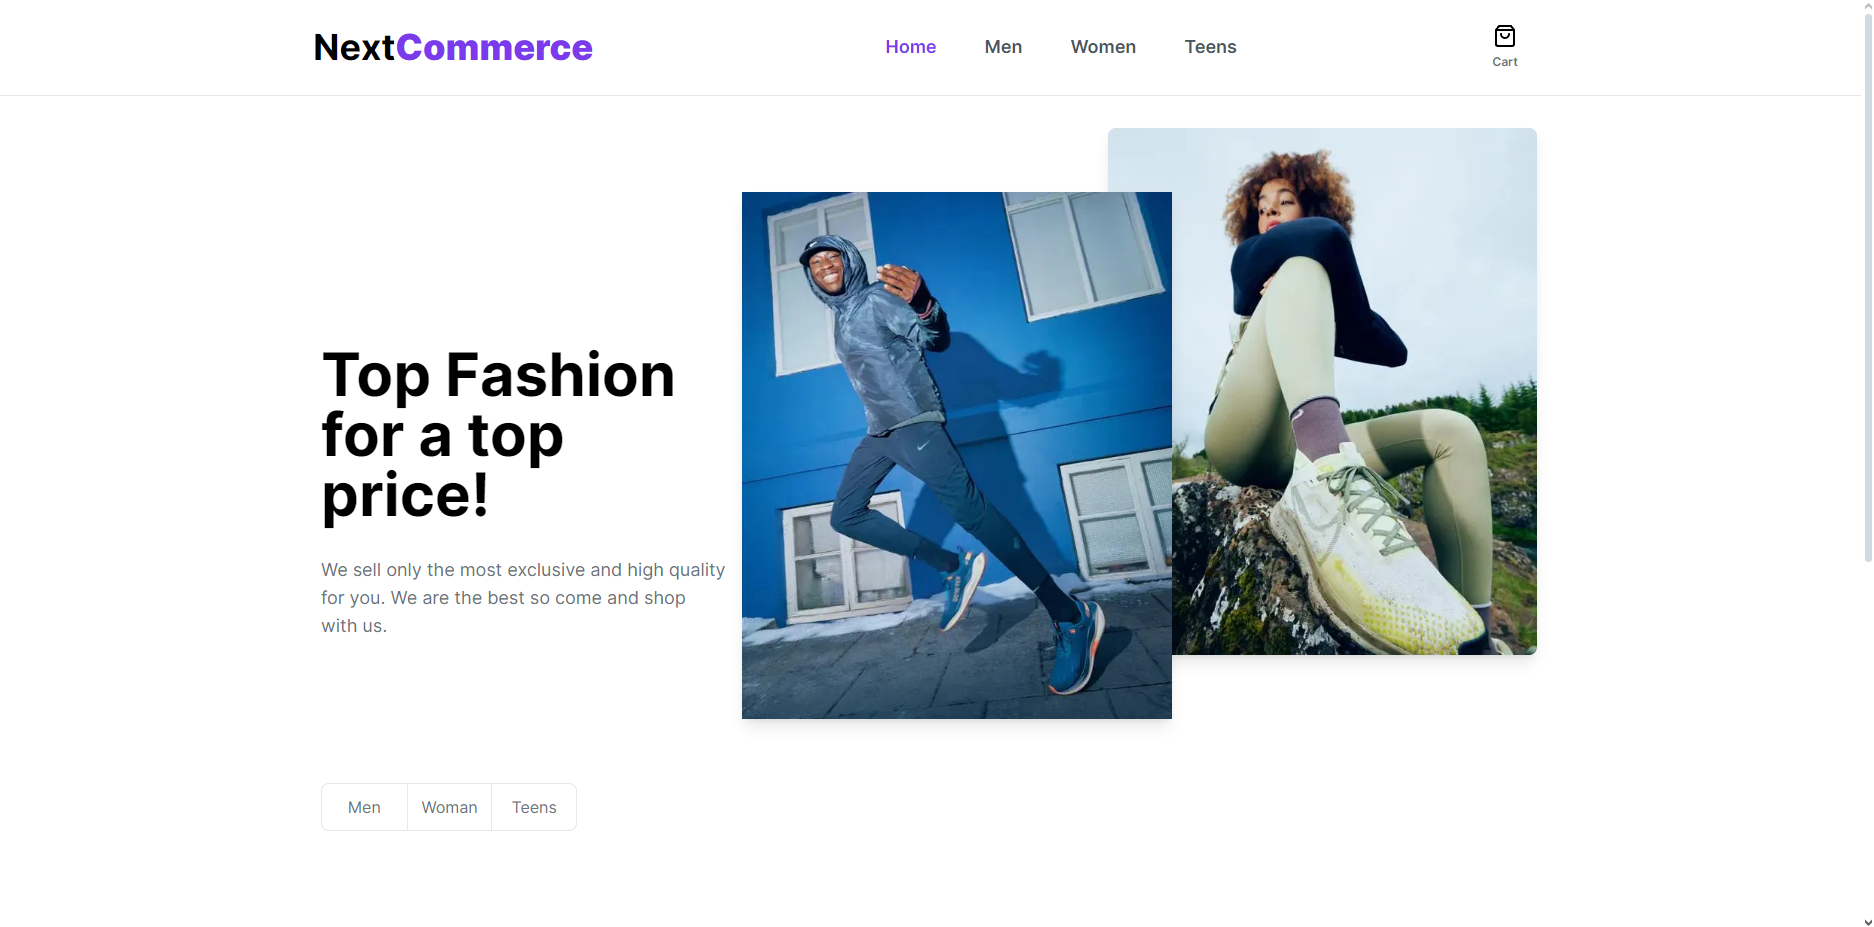 NextCommerce
Home Men Women Teens
Cart
Top Fashion
for a top
price!
We sell only the most exclusive and high quality
for you. We are the best so come and shop
with us.
Men Woman Teens